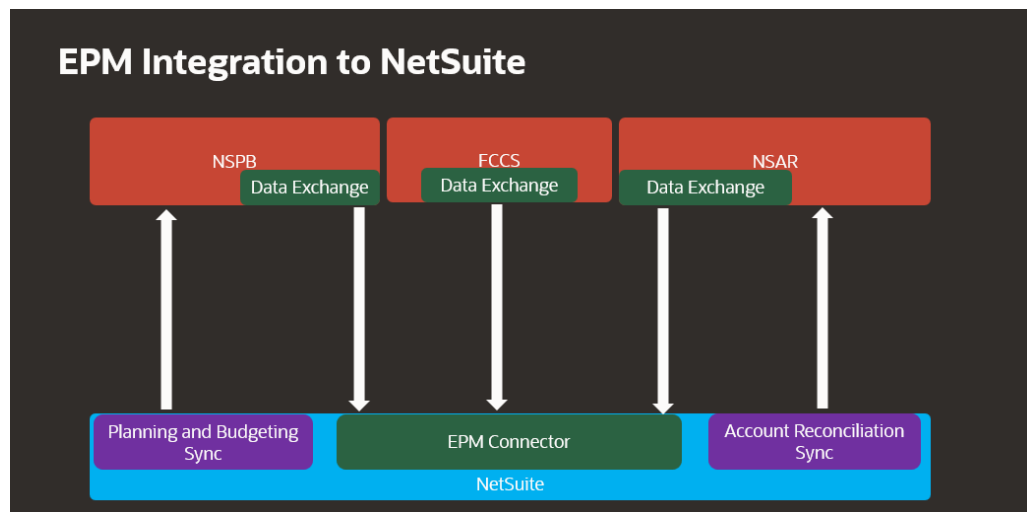 EPM Integration to NetSuite
NSPB
FCCS
NSAR
Data Exchange
Data Exchange
Data Exchange
Planning and Budgeting
Sync
EPM Connector
Account Reconciliation
Sync
NetSuite